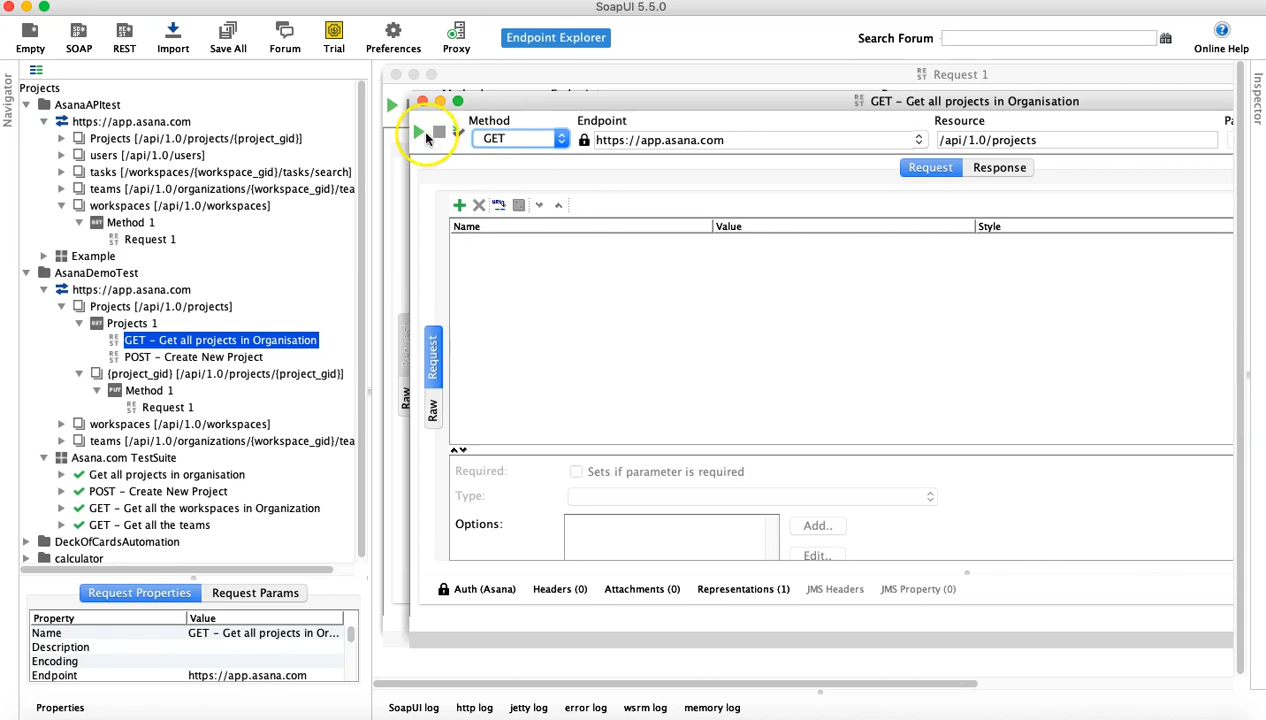 SoapUI 5.5.0
Empty SOAP REST Import Save All Forum Trial Preferences Proxy Endpoint Explorer Search Forum Online Help
Navigator
Projects
AsanaAPItest
https://app.asana.com
Projects [/api/1.0/projects/{project_gid}]
users [/api/1.0/users]
tasks [/workspaces/{workspace_gid}/tasks/search]
teams [/api/1.0/organizations/{workspace_gid}/tea
workspaces [/api/1.0/workspaces]
GET Method 1
REST Request 1
Example
AsanaDemoTest
https://app.asana.com
Projects [/api/1.0/projects]
GET Projects 1
REST GET - Get all projects in Organisation
REST POST - Create New Project
{project_gid} [/api/1.0/projects/{project_gid}]
PUT Method 1
REST Request 1
workspaces [/api/1.0/workspaces]
teams [/api/1.0/organizations/{workspace_gid}/tea
Asana.com TestSuite
Get all projects in organisation
POST - Create New Project
GET - Get all the workspaces in Organization
GET - Get all the teams
DeckOfCardsAutomation
calculator
Request Properties Request Params
Property Value
Name GET - Get all projects in Or...
Description
Encoding
Endpoint https://app.asana.com
Properties
REST Request 1
REST GET - Get all projects in Organisation
Method Endpoint Resource Pa
GET https://app.asana.com /api/1.0/projects
Request Response
Name Value Style
Request
Raw
Request
Raw
Required: Sets if parameter is required
Type:
Options: Add..
Edit..
Auth (Asana) Headers (0) Attachments (0) Representations (1) JMS Headers JMS Property (0)
SoapUI log http log jetty log error log wsrm log memory log
Inspector